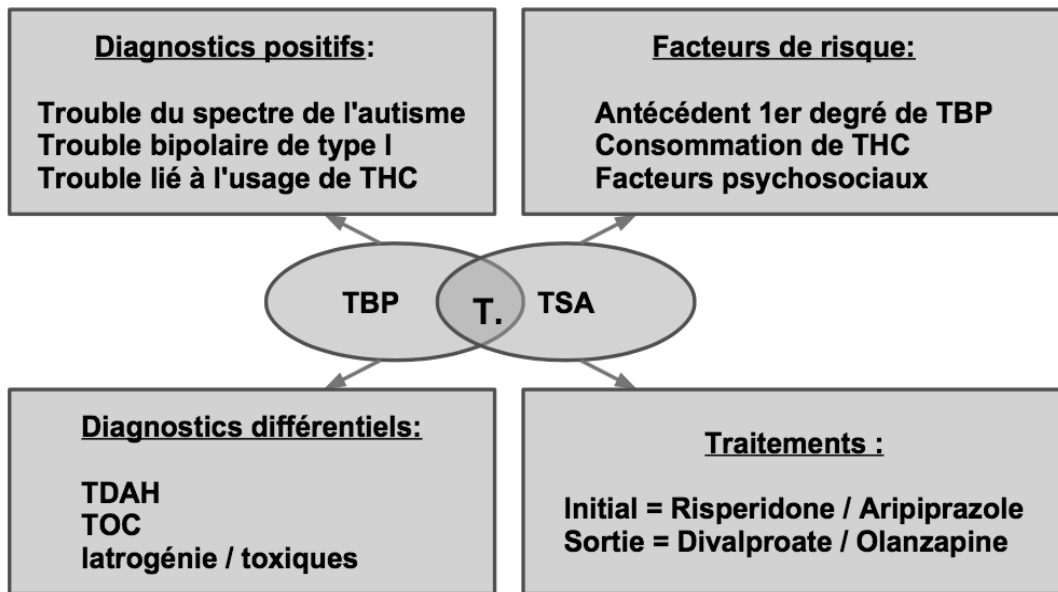 Diagnostics positifs:
Trouble du spectre de l'autisme
Trouble bipolaire de type I
Trouble lié à l'usage de THC
Facteurs de risque:
Antécédent 1er degré de TBP
Consommation de THC
Facteurs psychosociaux
TBP
T.
TSA
Diagnostics différentiels:
TDAH
TOC
Iatrogénie / toxiques
Traitements :
Initial = Risperidone / Aripiprazole
Sortie = Divalproate / Olanzapine